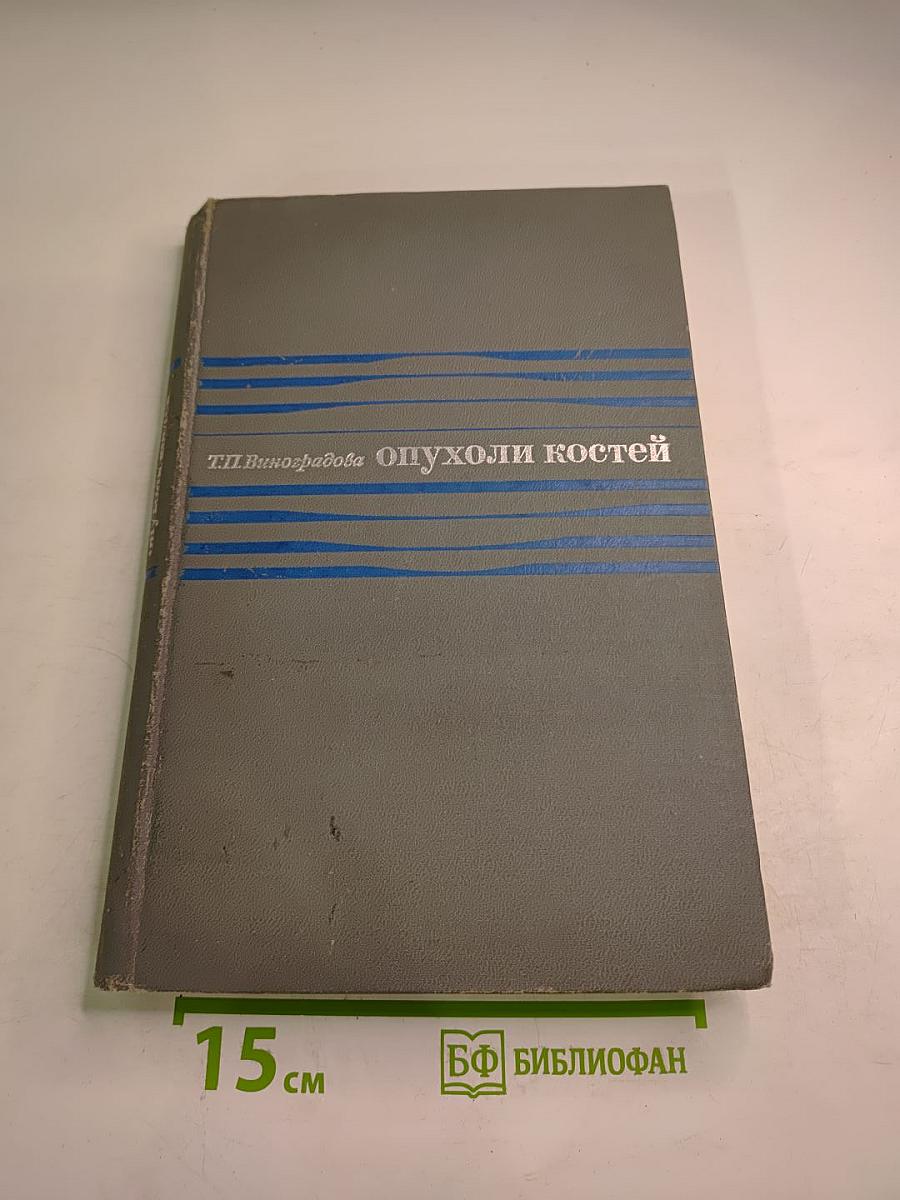 Т.П. Виноградова опухоли костей
15 см
БФ БИБЛИОФАН